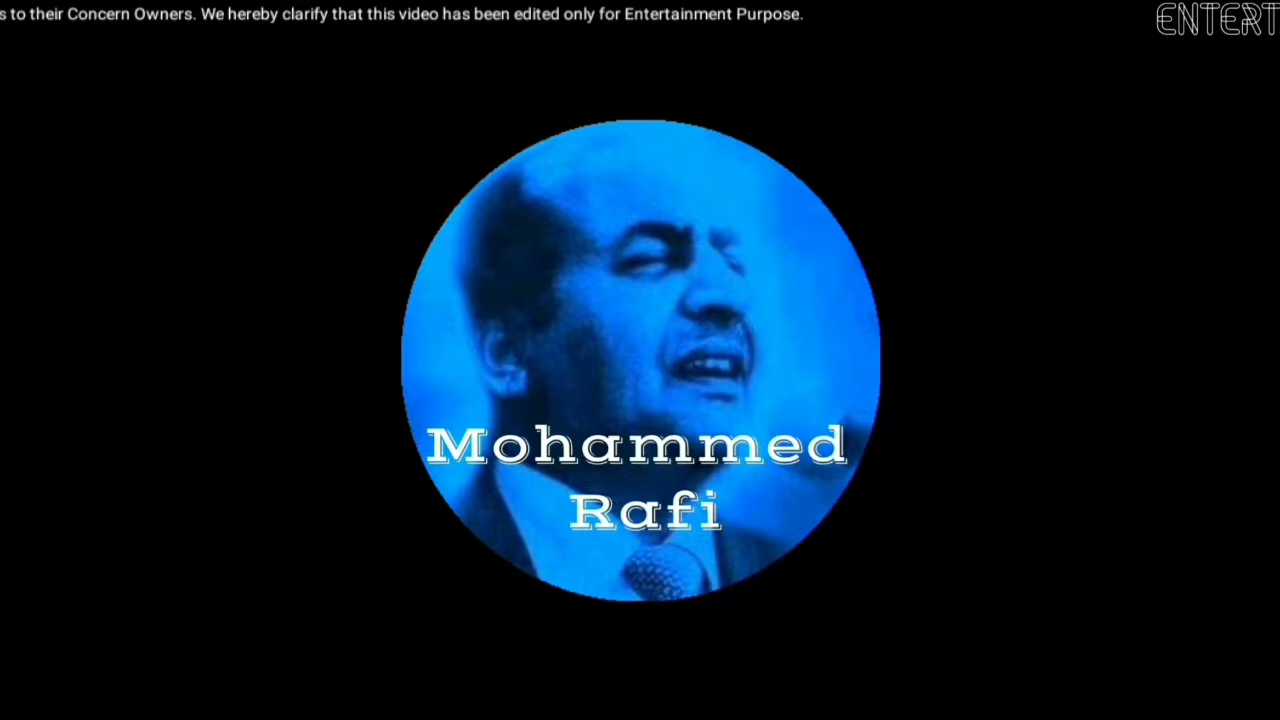 s to their Concern Owners. We hereby clarify that this video has been edited only for Entertainment Purpose.
ENTERT
Mohammed
Rafi